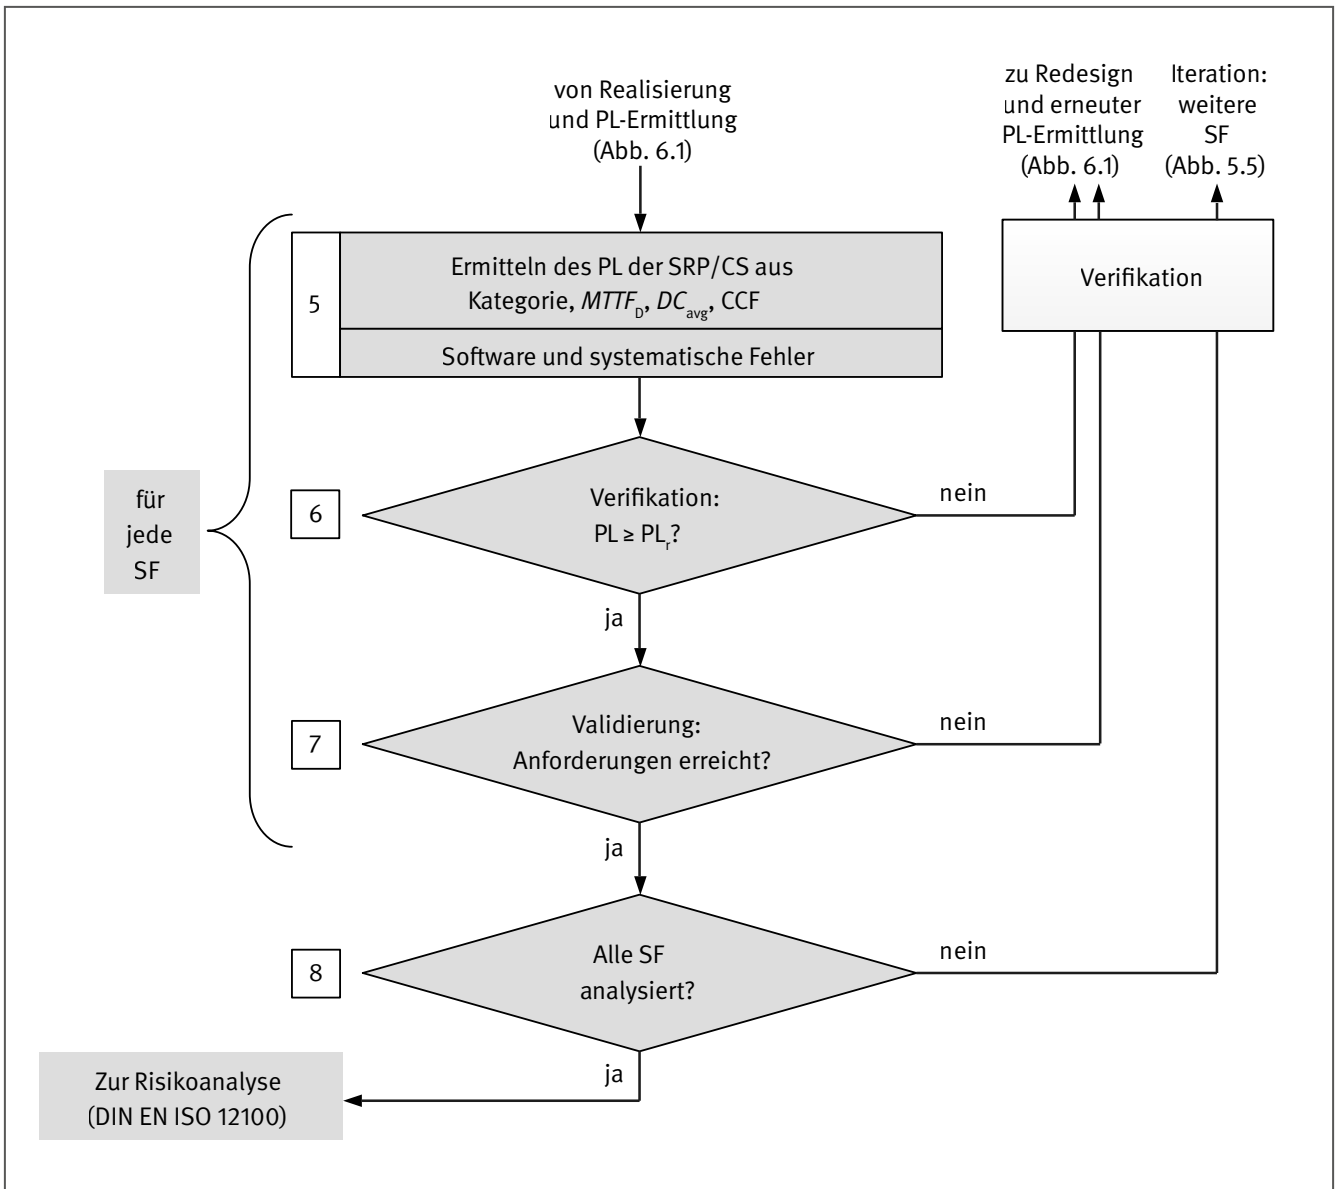 von Realisierung
und PL-Ermittlung
(Abb. 6.1)
zu Redesign
und erneuter
PL-Ermittlung
(Abb. 6.1)
Iteration:
weitere
SF
(Abb. 5.5)
5
Ermitteln des PL der SRP/CS aus
Kategorie, MTTF_D, DC_avg, CCF
Software und systematische Fehler
Verifikation
für
jede
SF
6
Verifikation:
PL ≥ PL_r?
nein
ja
7
Validierung:
Anforderungen erreicht?
nein
ja
8
Alle SF
analysiert?
nein
ja
Zur Risikoanalyse
(DIN EN ISO 12100)